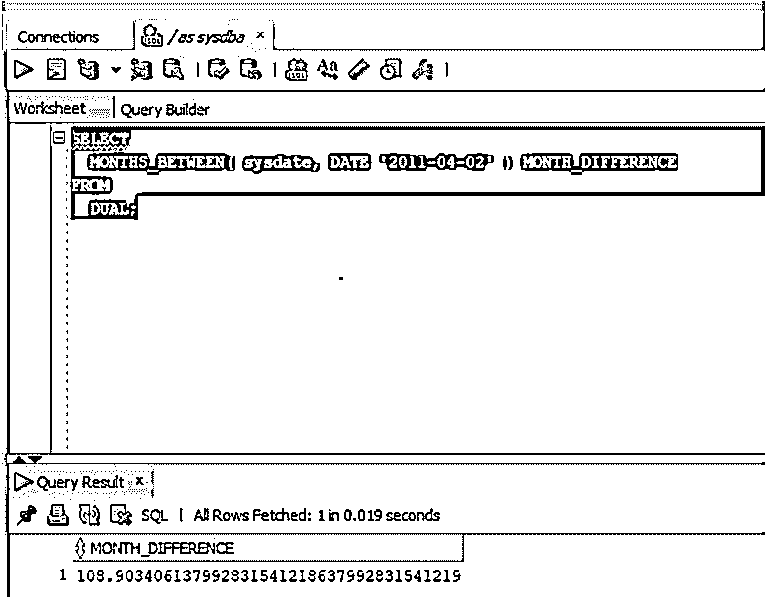 Connections / as sysdba
Worksheet Query Builder
SELECT
MONTHS_BETWEEN( sysdate, DATE '2011-04-02' ) MONTH_DIFFERENCE
FROM
DUAL;
Query Result
SQL | All Rows Fetched: 1 in 0.019 seconds
MONTH_DIFFERENCE
1 108.903406137992831541218637992831541219